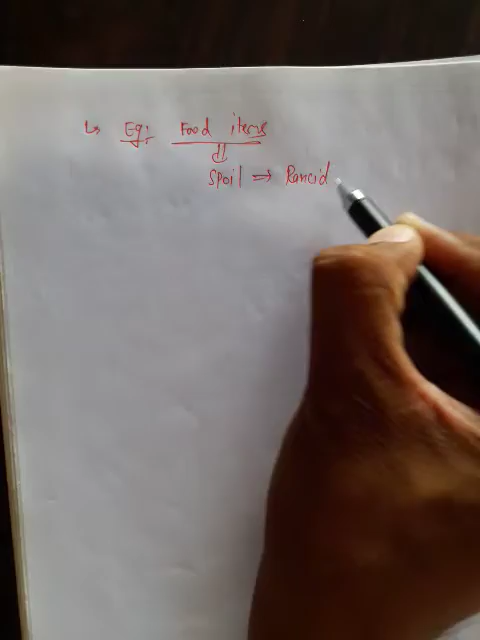 ↳ Eg: Food items
⇓
Spoil ⇒ Rancid